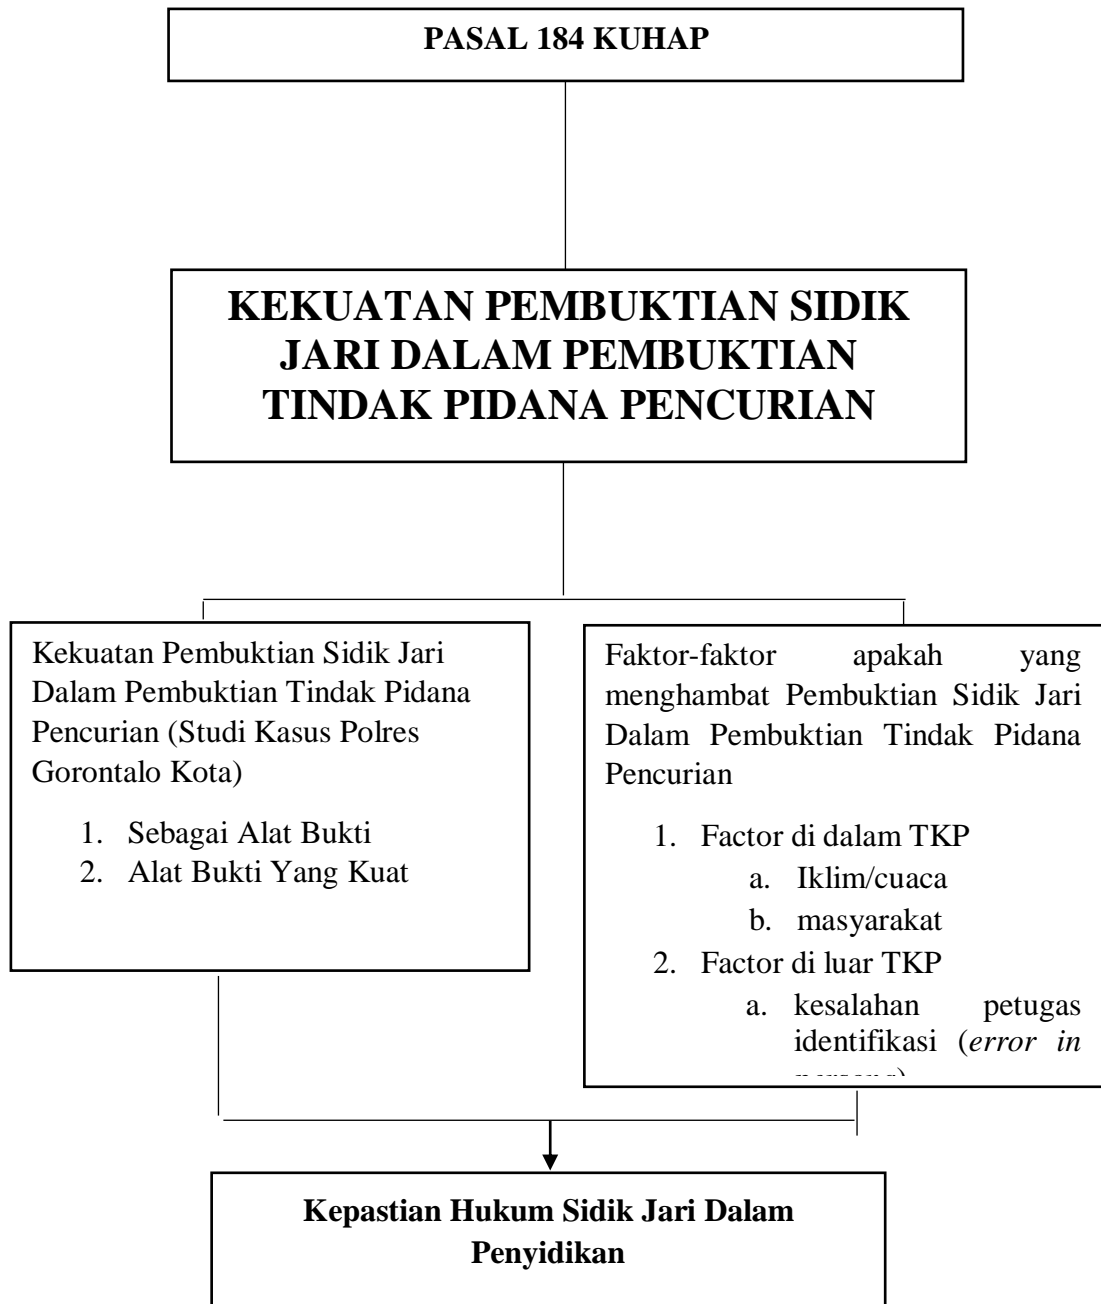 PASAL 184 KUHAP
KEKUATAN PEMBUKTIAN SIDIK
JARI DALAM PEMBUKTIAN
TINDAK PIDANA PENCURIAN
Kekuatan Pembuktian Sidik Jari
Dalam Pembuktian Tindak Pidana
Pencurian (Studi Kasus Polres
Gorontalo Kota)
1. Sebagai Alat Bukti
2. Alat Bukti Yang Kuat
Faktor-faktor apakah yang
menghambat Pembuktian Sidik Jari
Dalam Pembuktian Tindak Pidana
Pencurian
1. Factor di dalam TKP
a. Iklim/cuaca
b. masyarakat
2. Factor di luar TKP
a. kesalahan petugas
identifikasi (error in
Kepastian Hukum Sidik Jari Dalam
Penyidikan